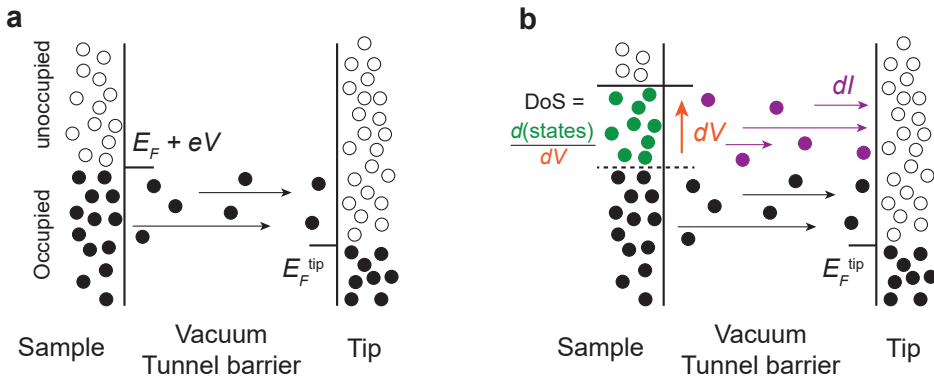 a
unoccupied
Occupied
E_F + eV
E_F^tip
Sample
Vacuum
Tunnel barrier
Tip
b
DoS =
d(states)
dV
dV
dI
E_F^tip
Sample
Vacuum
Tunnel barrier
Tip